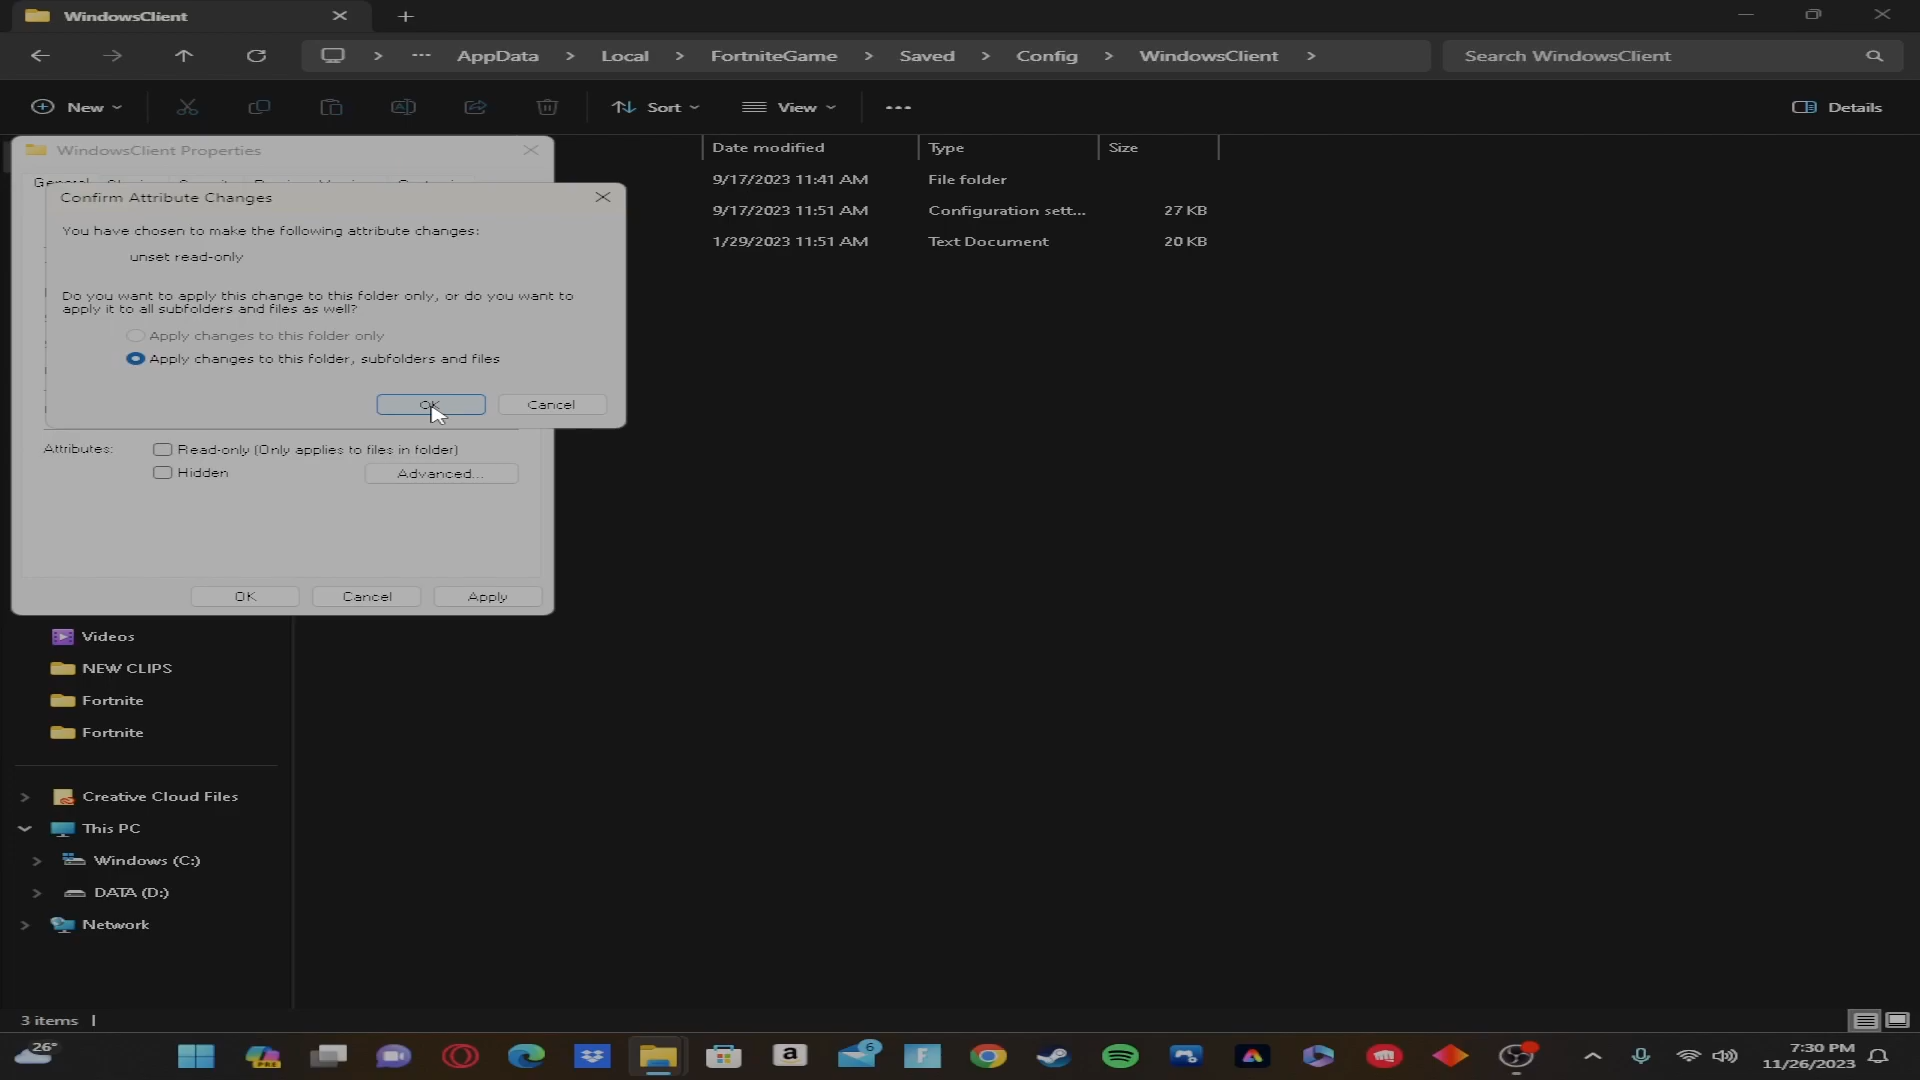 WindowsClient
AppData > Local > FortniteGame > Saved > Config > WindowsClient >
Search WindowsClient
New
Sort
View
Details
WindowsClient Properties
General
Date modified
Type
Size
9/17/2023 11:41 AM
File folder
9/17/2023 11:51 AM
Configuration sett...
27 KB
1/29/2023 11:51 AM
Text Document
20 KB
Confirm Attribute Changes
You have chosen to make the following attribute changes:
unset read-only
Do you want to apply this change to this folder only, or do you want to
apply it to all subfolders and files as well?
Apply changes to this folder only
Apply changes to this folder, subfolders and files
OK
Cancel
Attributes:
Read-only (Only applies to files in folder)
Hidden
Advanced...
OK
Cancel
Apply
Videos
NEW CLIPS
Fortnite
Fortnite
Creative Cloud Files
This PC
Windows (C:)
DATA (D:)
Network
3 items
26°
PRE
a
6
F
7:30 PM
11/26/2023